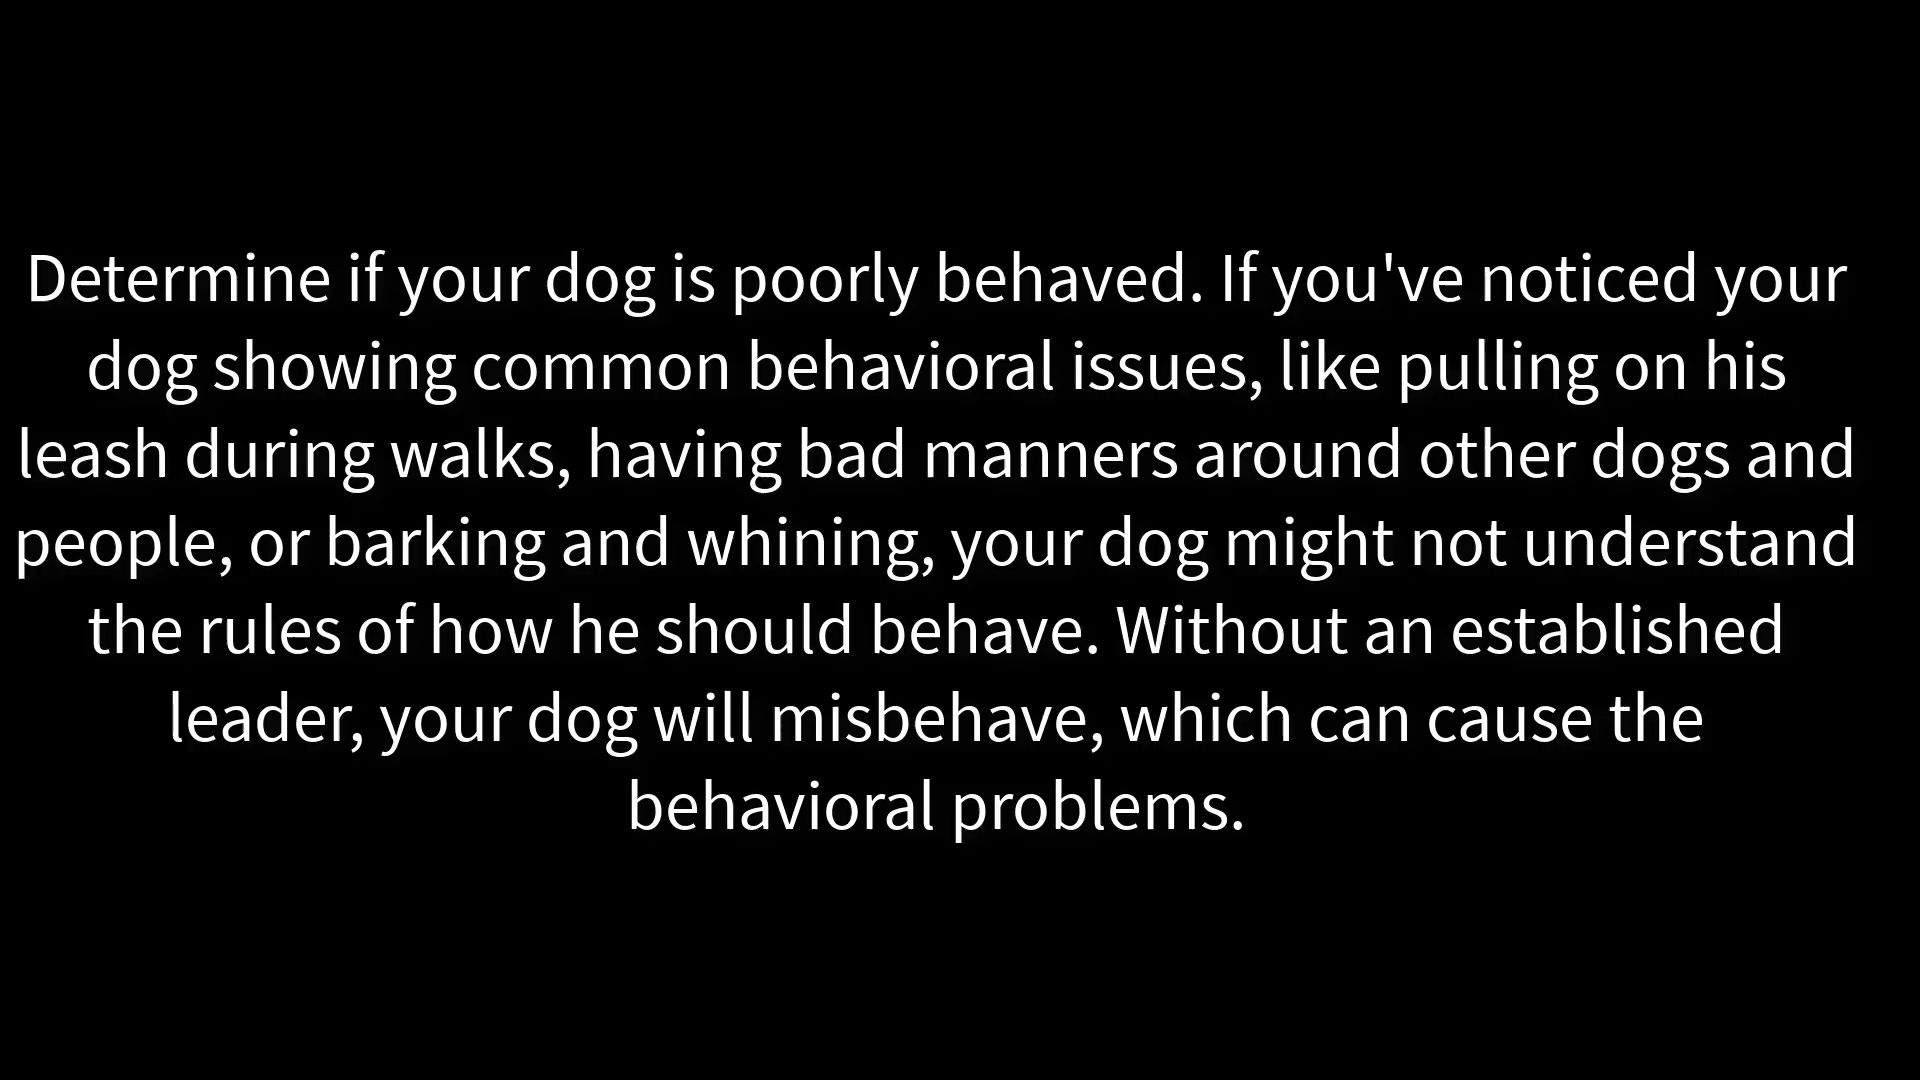 Determine if your dog is poorly behaved. If you've noticed your
dog showing common behavioral issues, like pulling on his
leash during walks, having bad manners around other dogs and
people, or barking and whining, your dog might not understand
the rules of how he should behave. Without an established
leader, your dog will misbehave, which can cause the
behavioral problems.